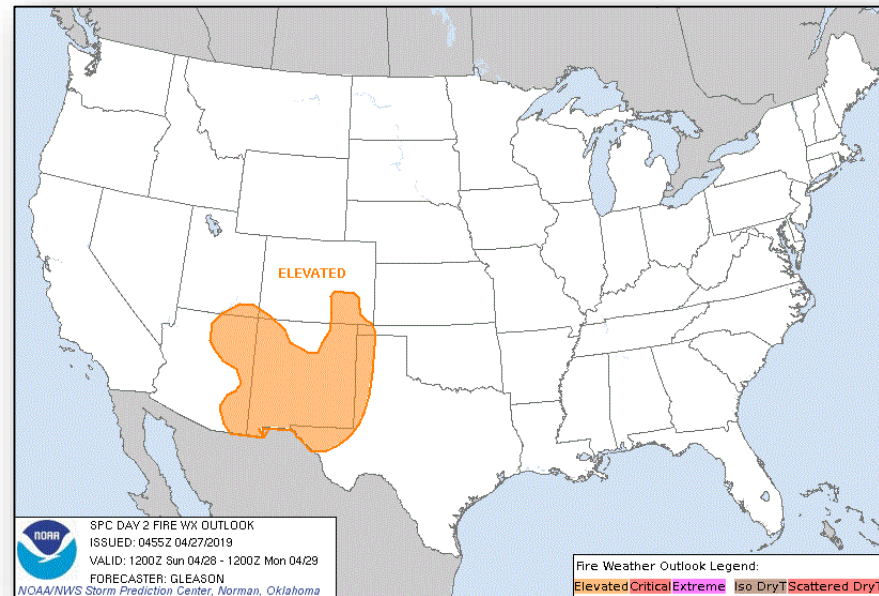 ELEVATED
NOAA
SPC DAY 2 FIRE WX OUTLOOK
ISSUED: 0455Z 04/27/2019
VALID: 1200Z Sun 04/28 - 1200Z Mon 04/29
FORECASTER: GLEASON
NOAA/NWS Storm Prediction Center, Norman, Oklahoma
Fire Weather Outlook Legend:
Elevated Critical Extreme Iso DryT Scattered DryT